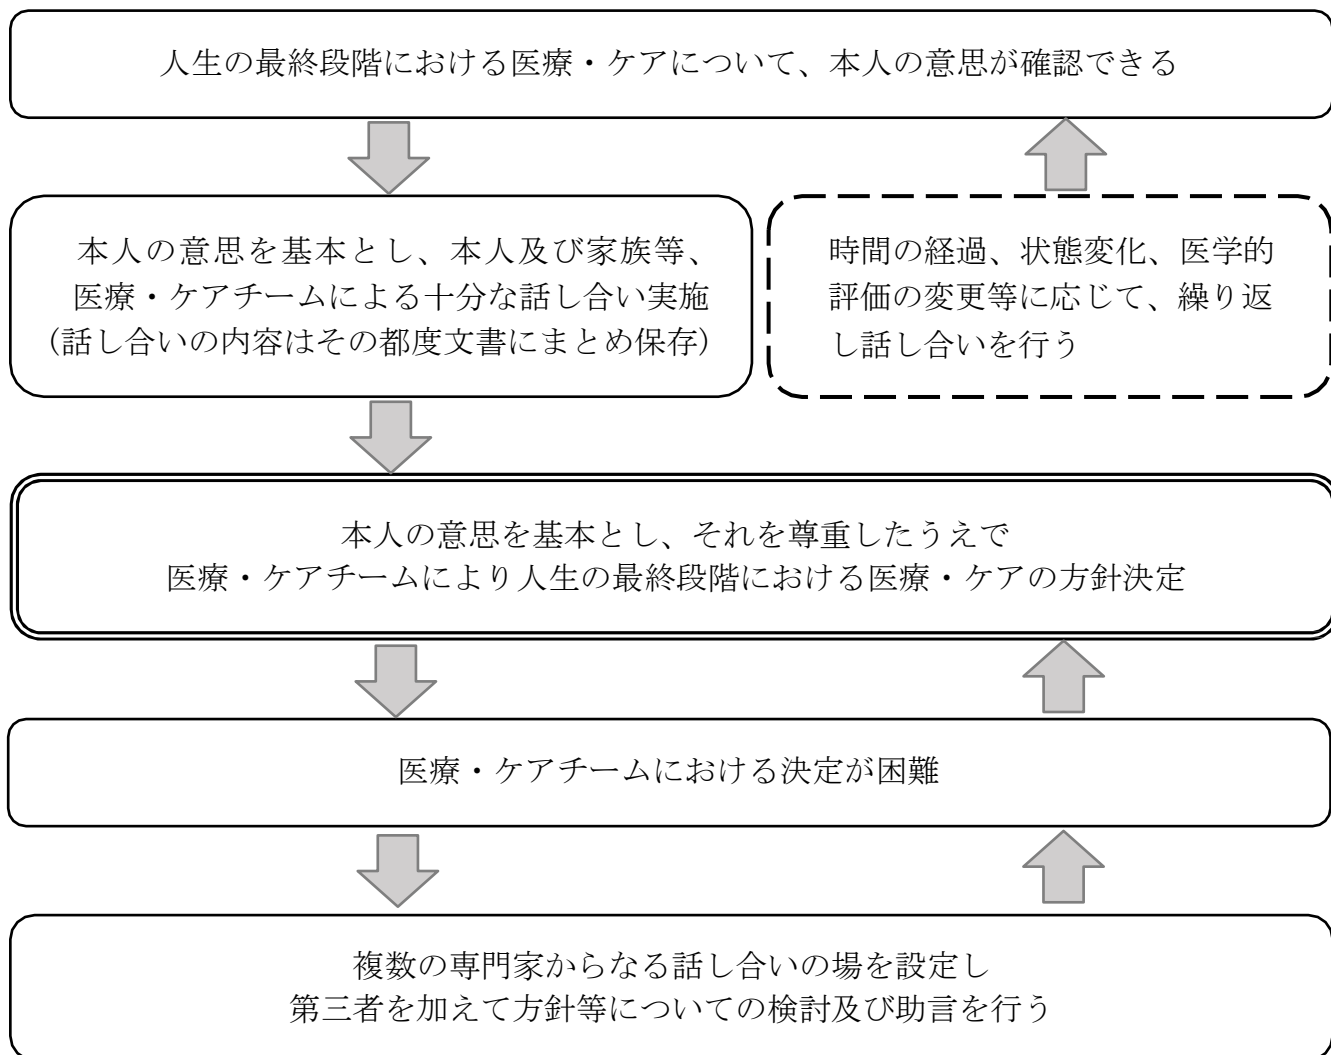 人生の最終段階における医療・ケアについて、本人の意思が確認できる
本人の意思を基本とし、本人及び家族等、
医療・ケアチームによる十分な話し合い実施
(話し合いの内容はその都度文書にまとめ保存)
時間の経過、状態変化、医学的
評価の変更等に応じて、繰り返
し話し合いを行う
本人の意思を基本とし、それを尊重したうえで
医療・ケアチームにより人生の最終段階における医療・ケアの方針決定
医療・ケアチームにおける決定が困難
複数の専門家からなる話し合いの場を設定し
第三者を加えて方針等についての検討及び助言を行う